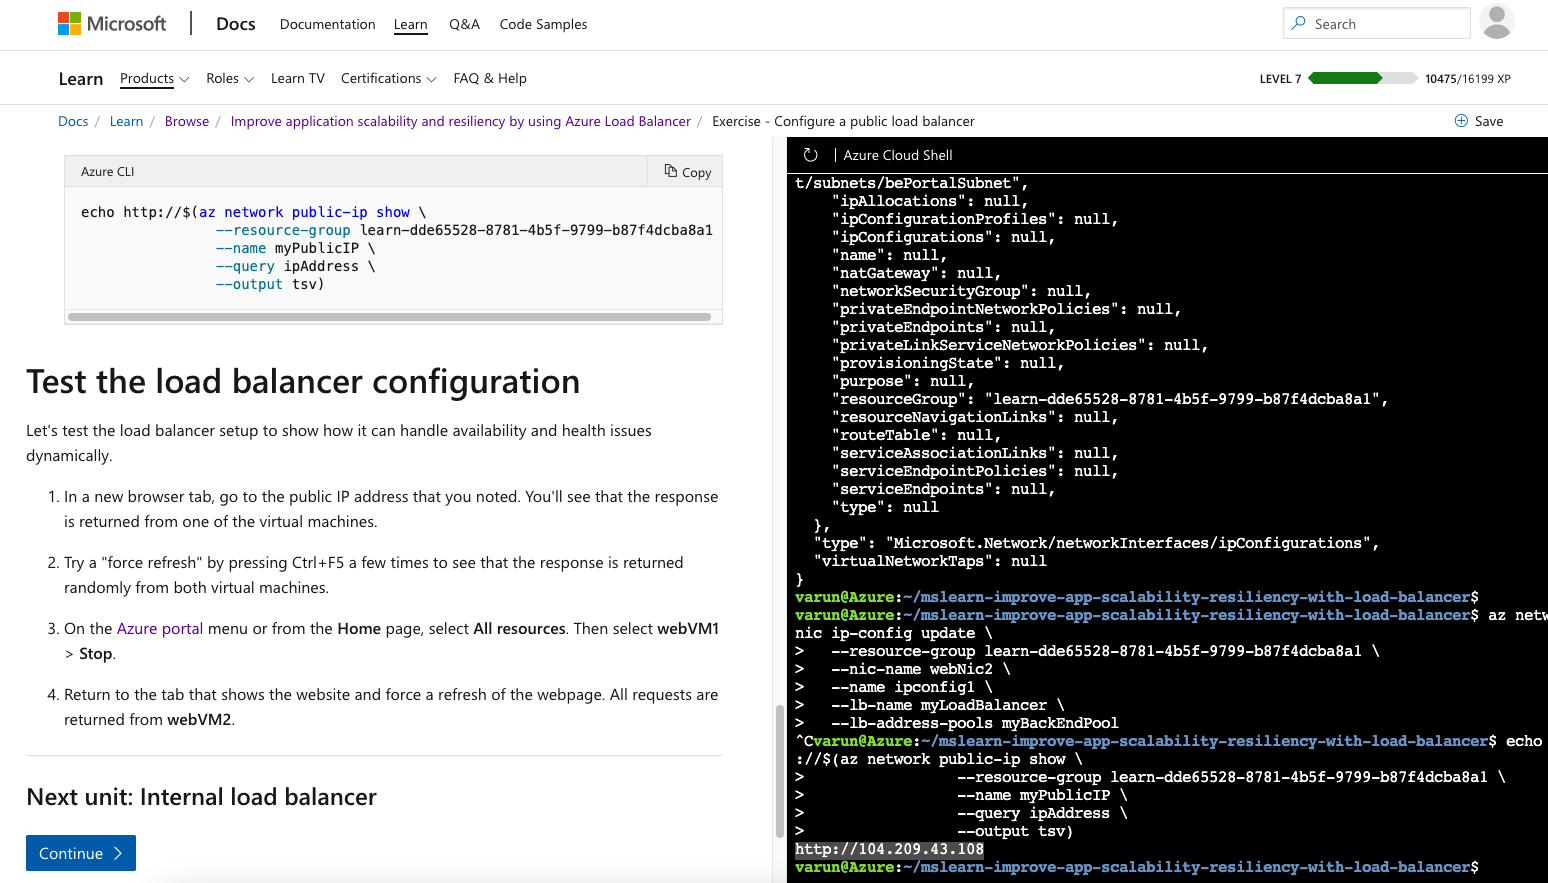 Microsoft | Docs Documentation Learn Q&A Code Samples Search
Learn Products Roles Learn TV Certifications FAQ & Help LEVEL 7 10475/16199 XP
Docs / Learn / Browse / Improve application scalability and resiliency by using Azure Load Balancer / Exercise - Configure a public load balancer Save
Azure CLI Copy
echo http://$(az network public-ip show \
--resource-group learn-dde65528-8781-4b5f-9799-b87f4dcba8a1
--name myPublicIP \
--query ipAddress \
--output tsv)
Test the load balancer configuration
Let's test the load balancer setup to show how it can handle availability and health issues
dynamically.
1. In a new browser tab, go to the public IP address that you noted. You'll see that the response
is returned from one of the virtual machines.
2. Try a "force refresh" by pressing Ctrl+F5 a few times to see that the response is returned
randomly from both virtual machines.
3. On the Azure portal menu or from the Home page, select All resources. Then select webVM1
> Stop.
4. Return to the tab that shows the website and force a refresh of the webpage. All requests are
returned from webVM2.
Next unit: Internal load balancer
Continue
| Azure Cloud Shell
t/subnets/bePortalSubnet",
"ipAllocations": null,
"ipConfigurationProfiles": null,
"ipConfigurations": null,
"name": null,
"natGateway": null,
"networkSecurityGroup": null,
"privateEndpointNetworkPolicies": null,
"privateEndpoints": null,
"privateLinkServiceNetworkPolicies": null,
"provisioningState": null,
"purpose": null,
"resourceGroup": "learn-dde65528-8781-4b5f-9799-b87f4dcba8a1",
"resourceNavigationLinks": null,
"routeTable": null,
"serviceAssociationLinks": null,
"serviceEndpointPolicies": null,
"serviceEndpoints": null,
"type": null
},
"type": "Microsoft.Network/networkInterfaces/ipConfigurations",
"virtualNetworkTaps": null
}
varun@Azure:~/mslearn-improve-app-scalability-resiliency-with-load-balancer$
varun@Azure:~/mslearn-improve-app-scalability-resiliency-with-load-balancer$ az netw
nic ip-config update \
> --resource-group learn-dde65528-8781-4b5f-9799-b87f4dcba8a1 \
> --nic-name webNic2 \
> --name ipconfig1 \
> --lb-name myLoadBalancer \
> --lb-address-pools myBackEndPool
^Cvarun@Azure:~/mslearn-improve-app-scalability-resiliency-with-load-balancer$ echo
://$(az network public-ip show \
> --resource-group learn-dde65528-8781-4b5f-9799-b87f4dcba8a1 \
> --name myPublicIP \
> --query ipAddress \
> --output tsv)
http://104.209.43.108
varun@Azure:~/mslearn-improve-app-scalability-resiliency-with-load-balancer$